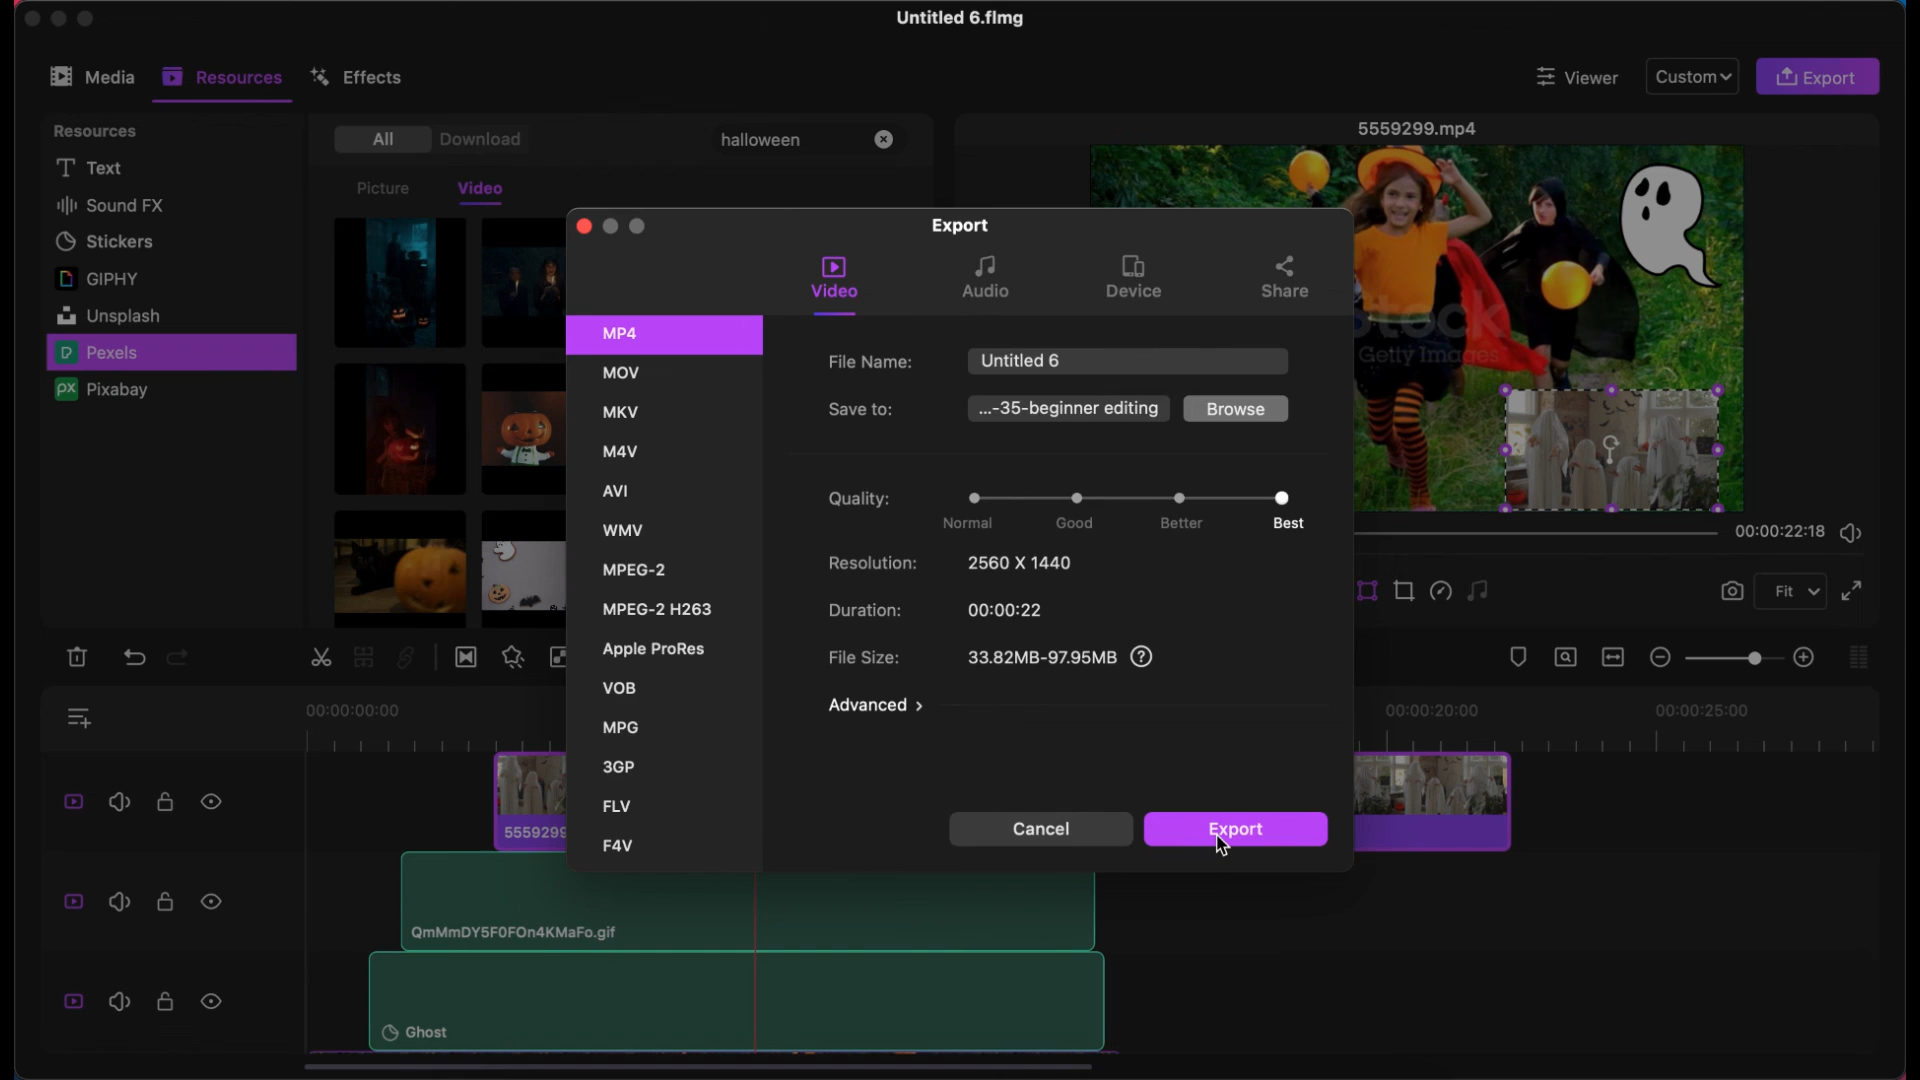 Untitled 6.flmg
Media
Resources
Effects
Viewer
Custom
Export
Resources
Text
Sound FX
Stickers
GIPHY
Unsplash
Pexels
Pixabay
All
Download
halloween
Picture
Video
5559299.mp4
Getty Images
Export
Video
Audio
Device
Share
MP4
MOV
MKV
M4V
AVI
WMV
MPEG-2
MPEG-2 H263
Apple ProRes
VOB
MPG
3GP
FLV
F4V
File Name:
Untitled 6
Save to:
...-35-beginner editing
Browse
Quality:
Normal
Good
Better
Best
Resolution:
2560 X 1440
Duration:
00:00:22
File Size:
33.82MB-97.95MB
Advanced >
Cancel
Export
00:00:22:18
Fit
00:00:00:00
00:00:20:00
00:00:25:00
5559299
QmMmDY5F0FOn4KMaFo.gif
Ghost